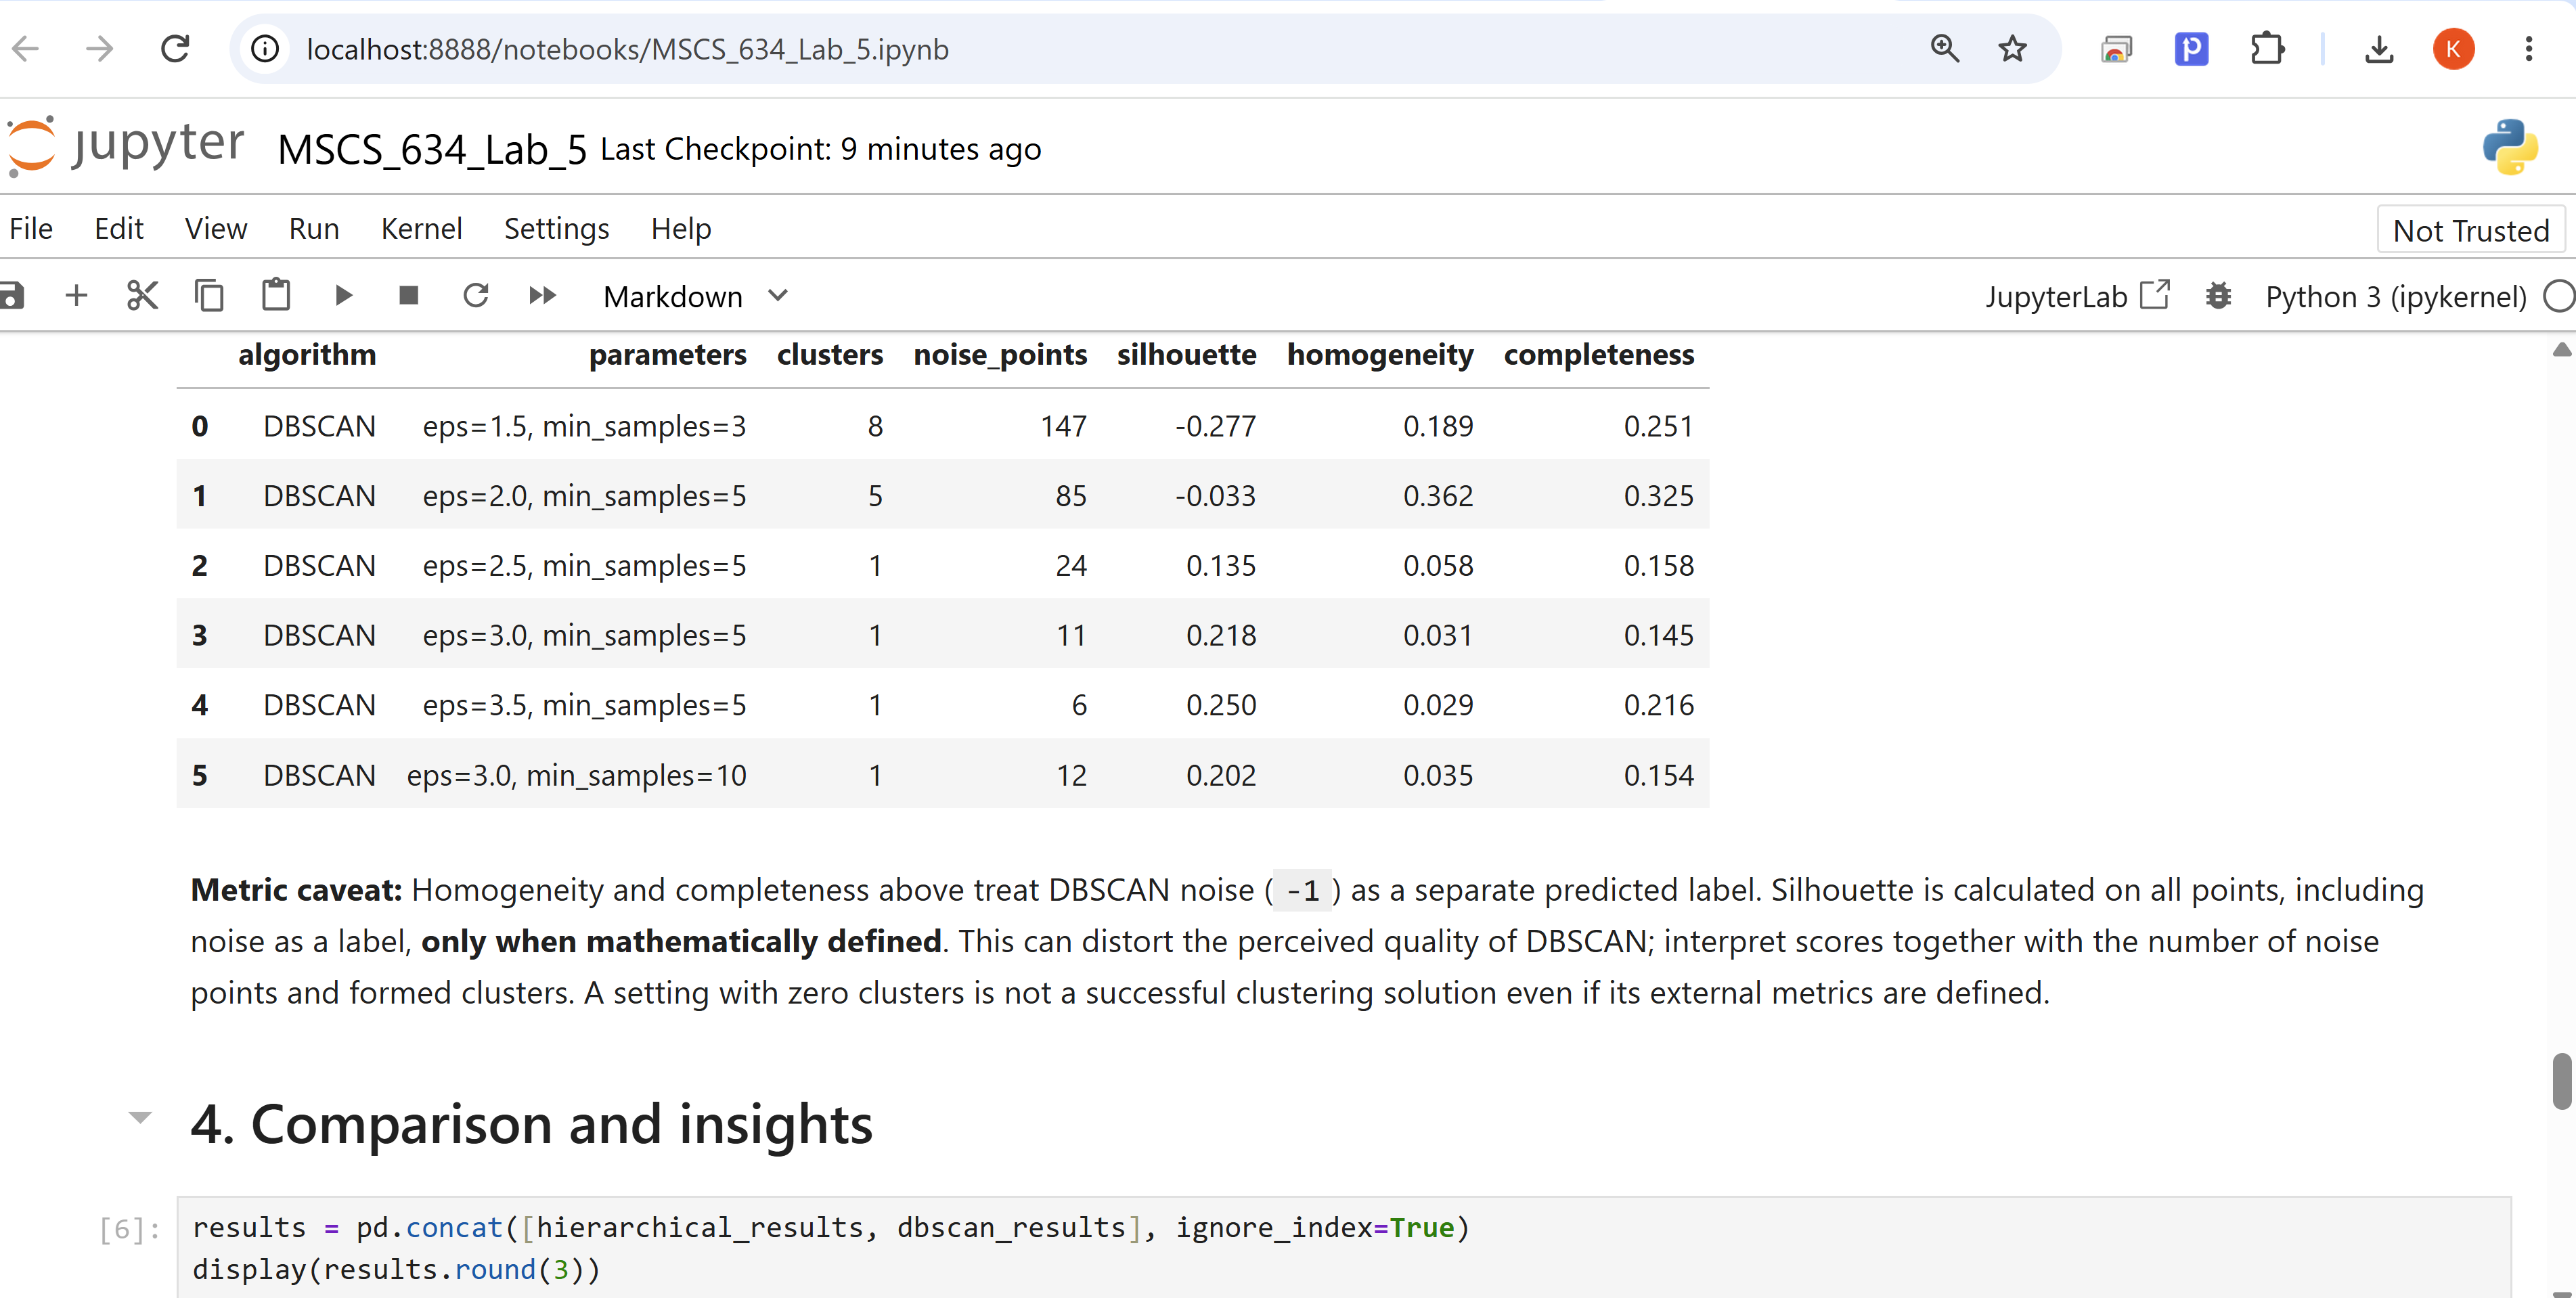 localhost:8888/notebooks/MSCS_634_Lab_5.ipynb
K
jupyter MSCS_634_Lab_5 Last Checkpoint: 9 minutes ago
File Edit View Run Kernel Settings Help Not Trusted
Markdown JupyterLab Python 3 (ipykernel)
algorithm parameters clusters noise_points silhouette homogeneity completeness
0 DBSCAN eps=1.5, min_samples=3 8 147 -0.277 0.189 0.251
1 DBSCAN eps=2.0, min_samples=5 5 85 -0.033 0.362 0.325
2 DBSCAN eps=2.5, min_samples=5 1 24 0.135 0.058 0.158
3 DBSCAN eps=3.0, min_samples=5 1 11 0.218 0.031 0.145
4 DBSCAN eps=3.5, min_samples=5 1 6 0.250 0.029 0.216
5 DBSCAN eps=3.0, min_samples=10 1 12 0.202 0.035 0.154
Metric caveat: Homogeneity and completeness above treat DBSCAN noise ( -1 ) as a separate predicted label. Silhouette is calculated on all points, including
noise as a label, only when mathematically defined. This can distort the perceived quality of DBSCAN; interpret scores together with the number of noise
points and formed clusters. A setting with zero clusters is not a successful clustering solution even if its external metrics are defined.
4. Comparison and insights
[6]: results = pd.concat([hierarchical_results, dbscan_results], ignore_index=True)
display(results.round(3))